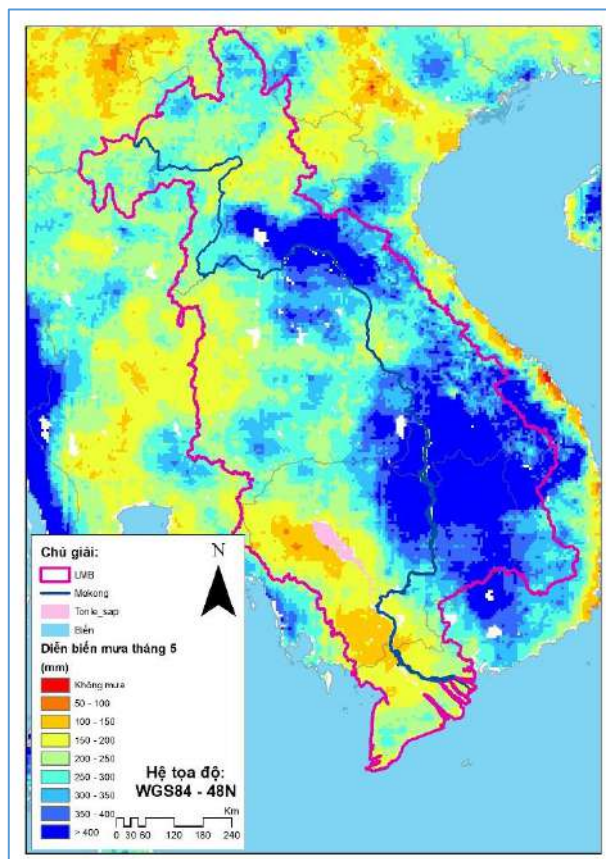 Chú giải:
N
LMB
Mekong
Tonle_sap
Biển
Diễn biến mưa tháng 5
(mm)
Không mưa
50 - 100
100 - 150
150 - 200
200 - 250
250 - 300
300 - 350
350 - 400
> 400
Hệ tọa độ:
WGS84 - 48N
Km
0 30 60 120 180 240